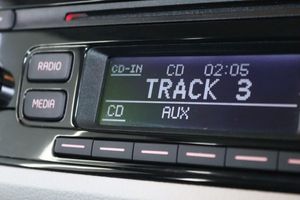 RADIO
MEDIA
CD-IN CD 02:05
TRACK 3
CD AUX